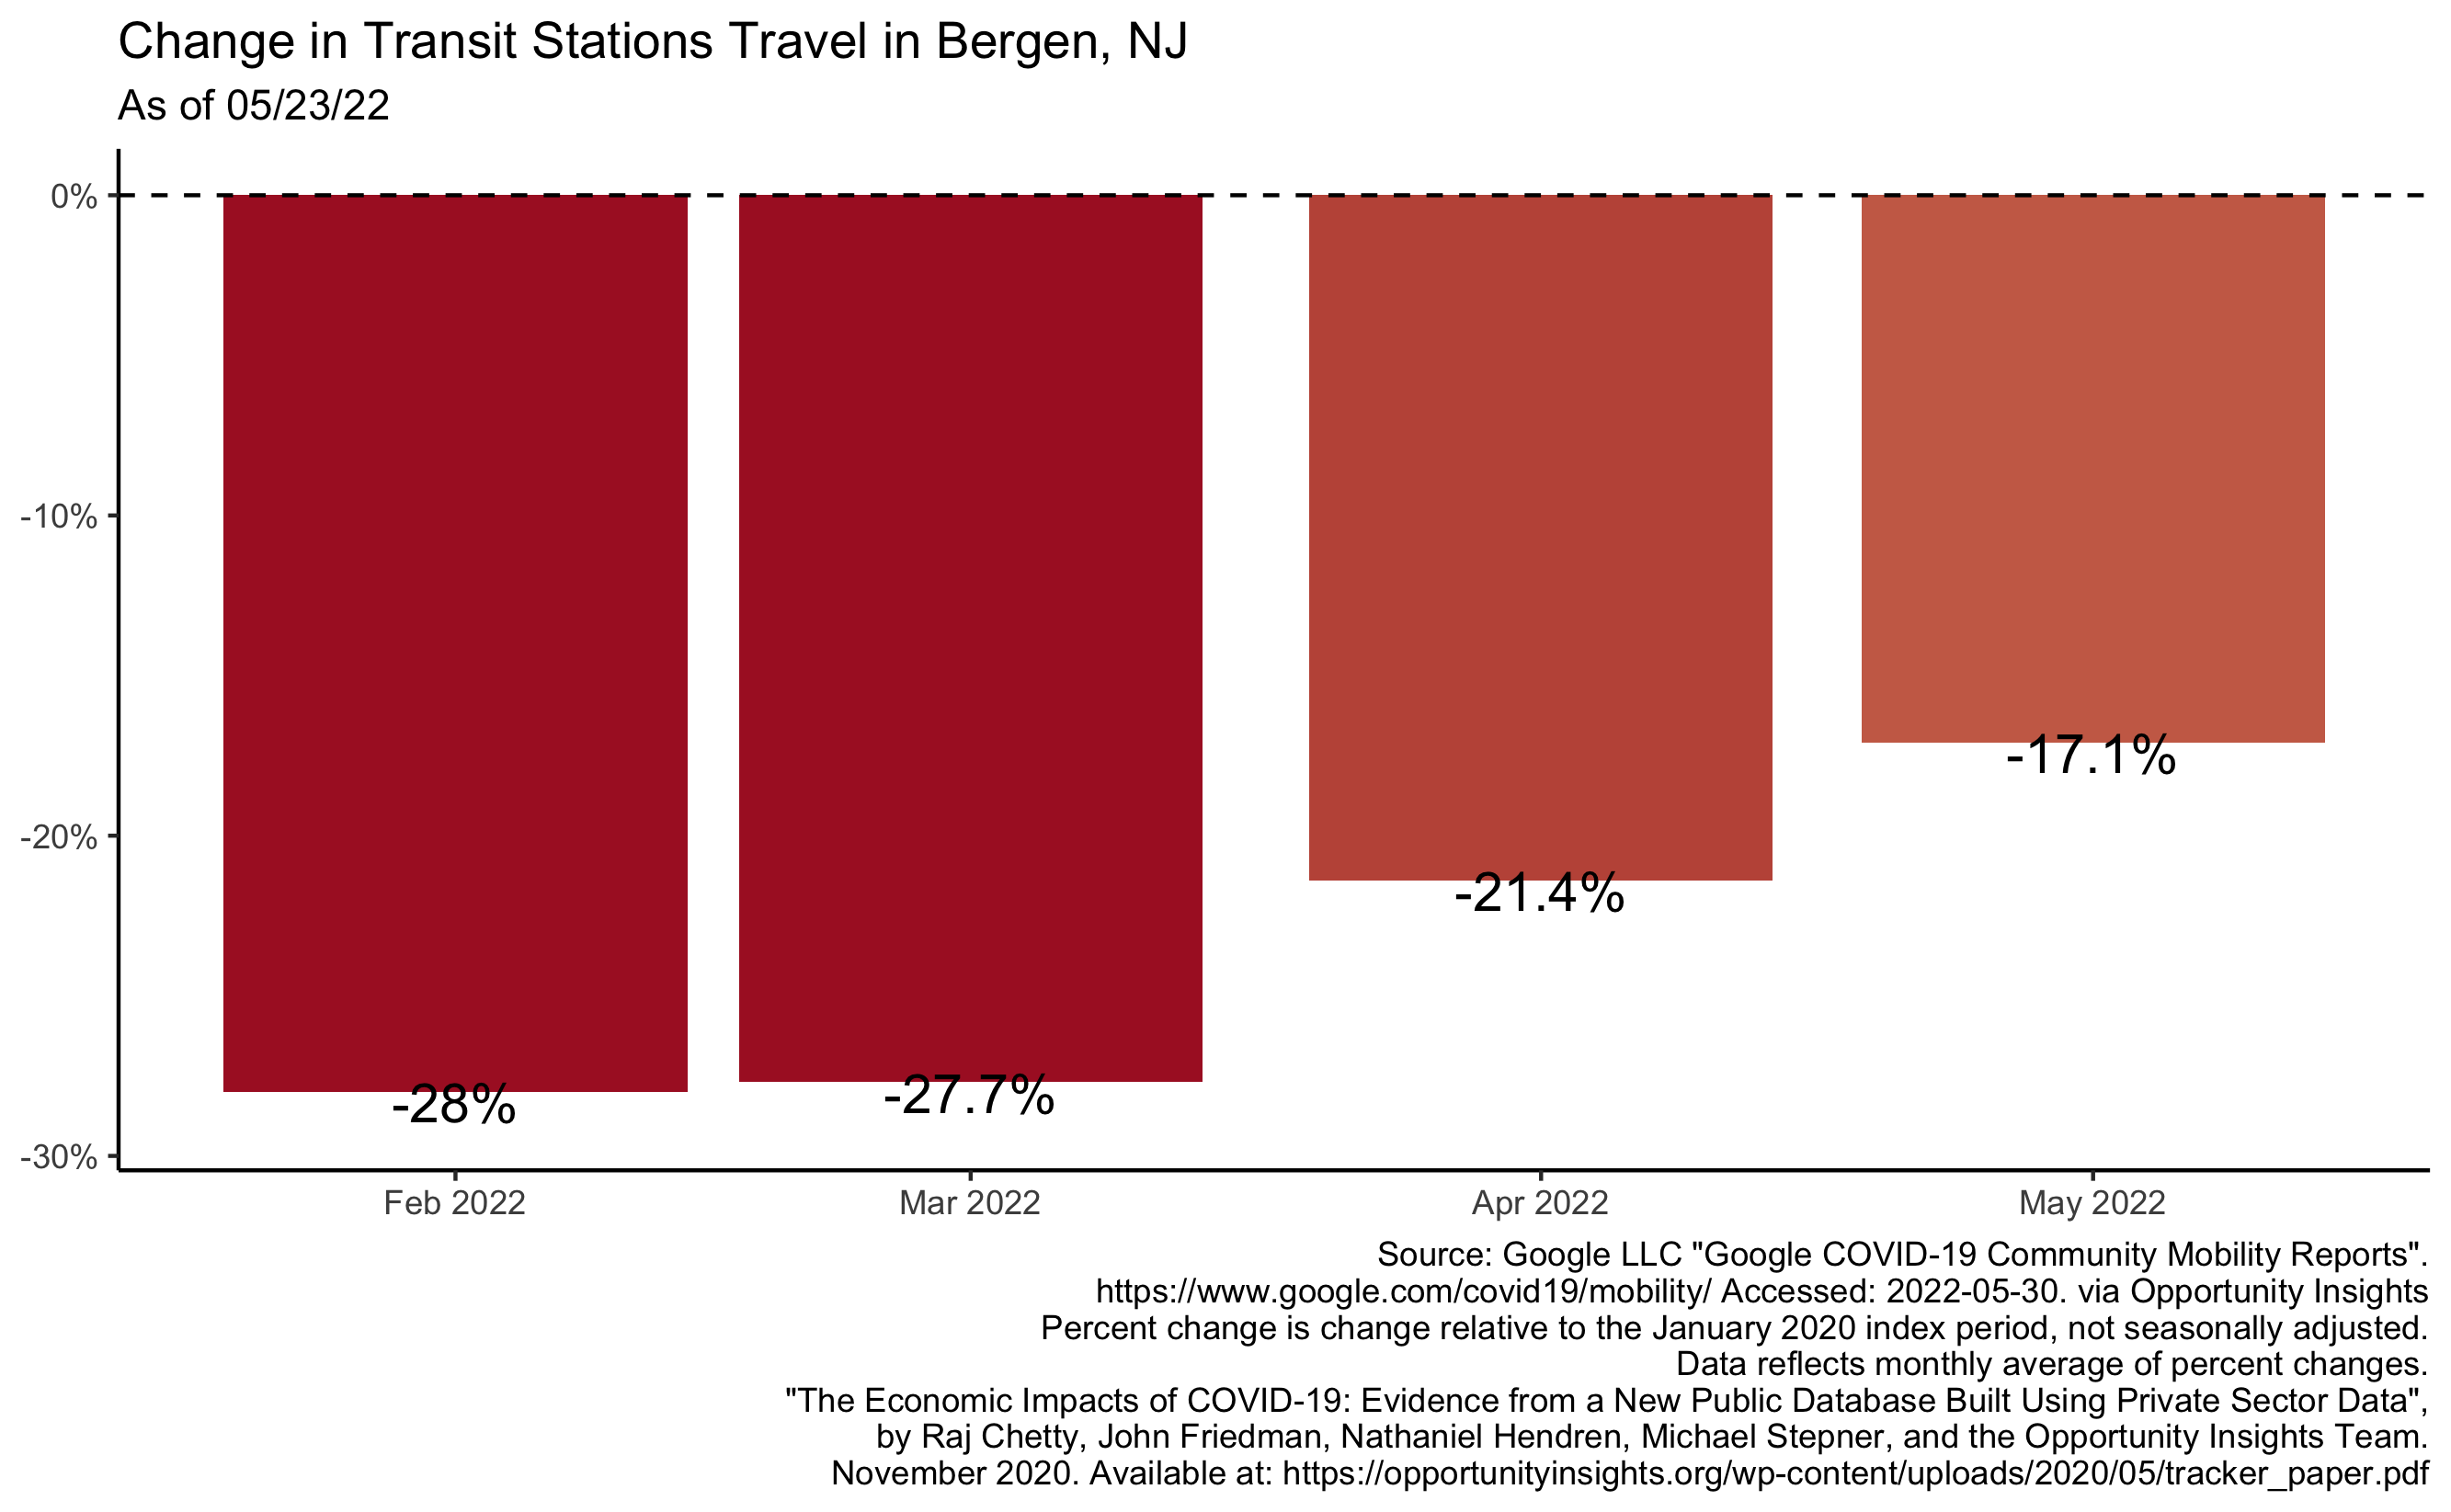 Change in Transit Stations Travel in Bergen, NJ
As of 05/23/22
0%
-10%
-20%
-30%
-28%
-27.7%
-21.4%
-17.1%
Feb 2022
Mar 2022
Apr 2022
May 2022
Source: Google LLC "Google COVID-19 Community Mobility Reports".
https://www.google.com/covid19/mobility/ Accessed: 2022-05-30. via Opportunity Insights
Percent change is change relative to the January 2020 index period, not seasonally adjusted.
Data reflects monthly average of percent changes.
"The Economic Impacts of COVID-19: Evidence from a New Public Database Built Using Private Sector Data",
by Raj Chetty, John Friedman, Nathaniel Hendren, Michael Stepner, and the Opportunity Insights Team.
November 2020. Available at: https://opportunityinsights.org/wp-content/uploads/2020/05/tracker_paper.pdf